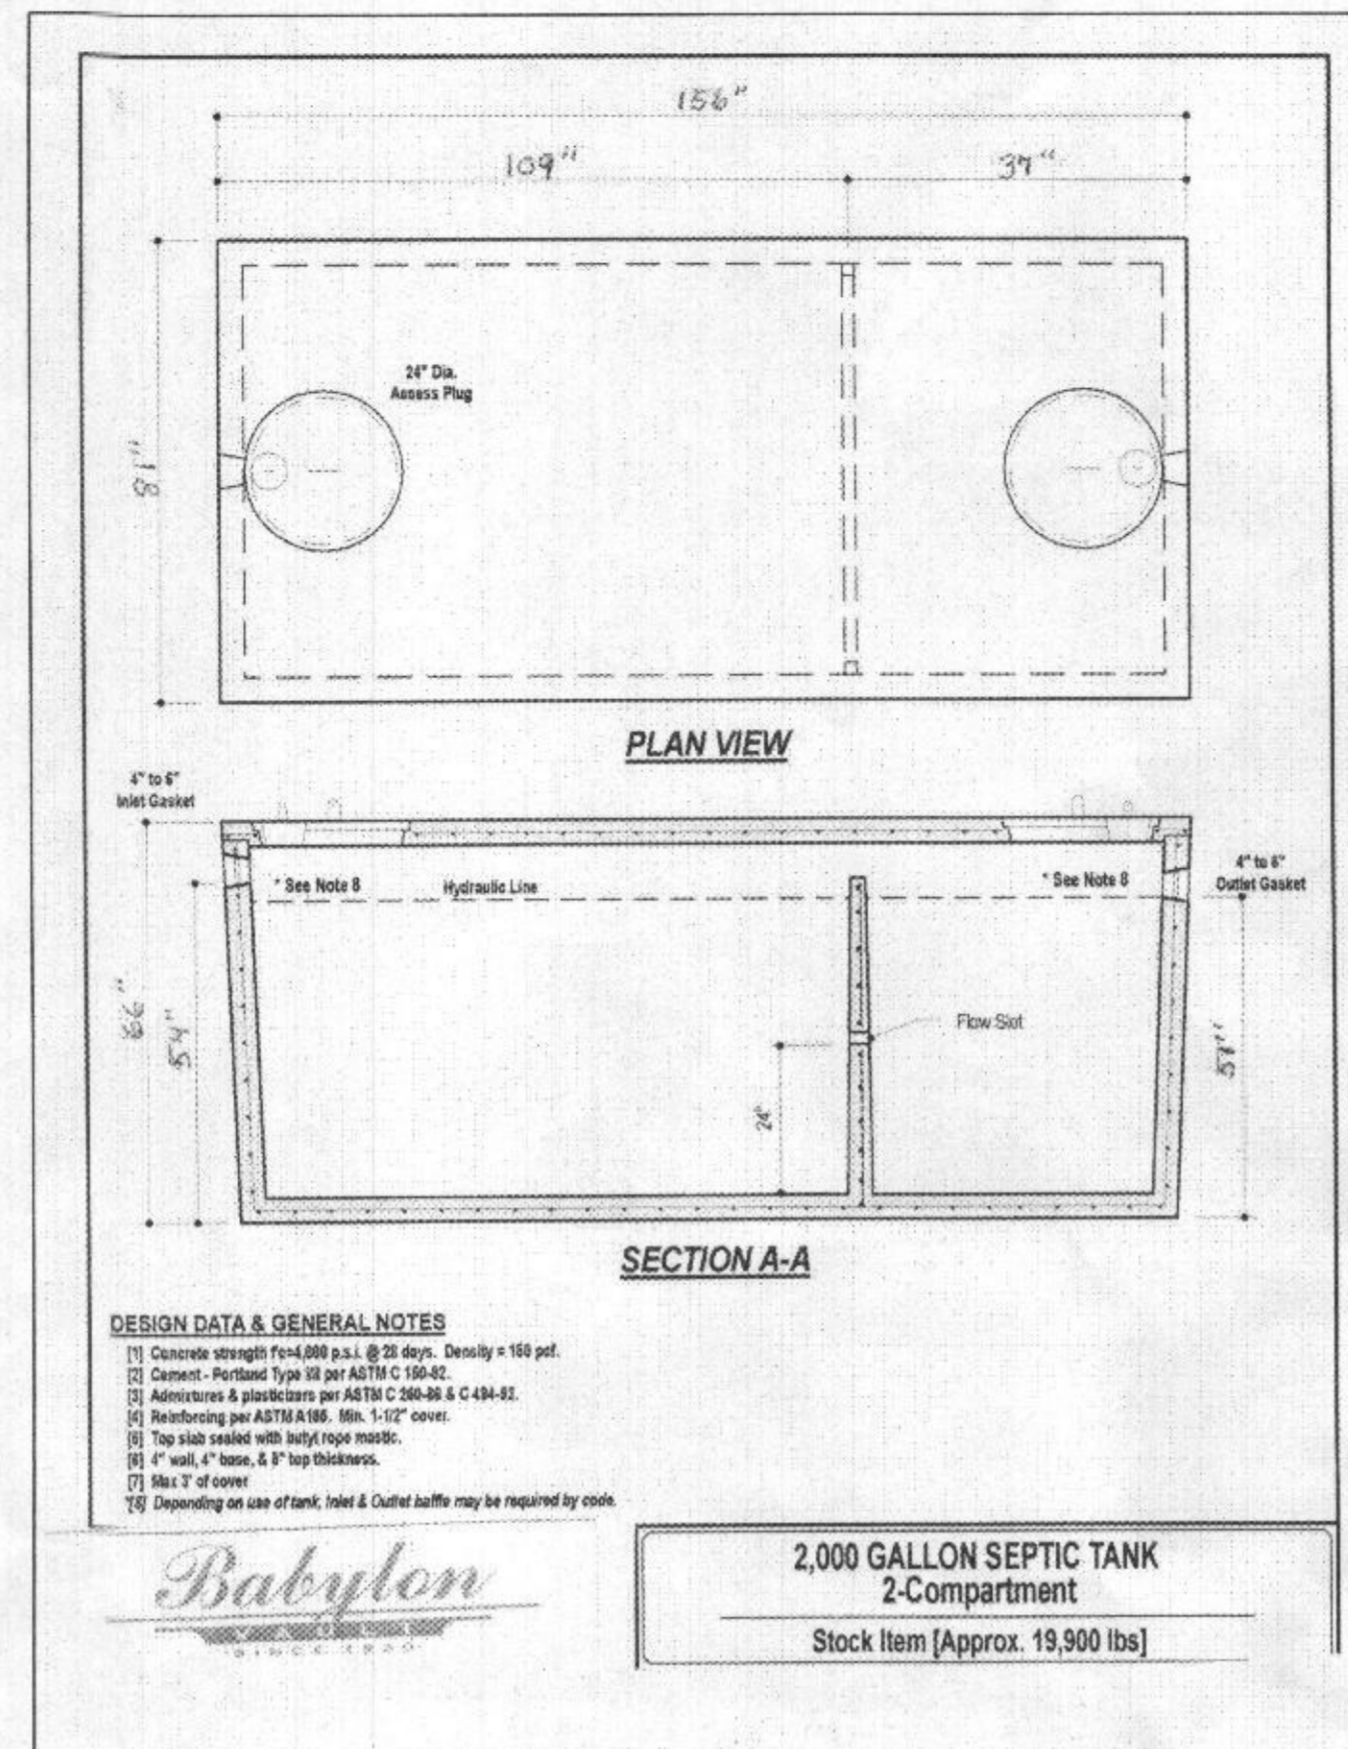 156"
109" 37"
24" Dia.
Access Plug
81"
PLAN VIEW
4" to 6"
Inlet Gasket
* See Note 8 Hydraulic Line * See Note 8
4" to 6"
Outlet Gasket
66"
54"
Flow Slot
24"
51"
SECTION A-A
DESIGN DATA & GENERAL NOTES
[1] Concrete strength f'c=4,000 p.s.i. @ 28 days. Density = 150 pcf.
[2] Cement - Portland Type per ASTM C 150-92.
[3] Admixtures & plasticizers per ASTM C 260-86 & C 494-92.
[4] Reinforcing per ASTM A185. Min. 1-1/2" cover.
[5] Top slab sealed with butyl rope mastic.
[6] 4" wall, 4" base, & 8" top thickness.
[7] Max 3' of cover
*[8] Depending on use of tank, Inlet & Outlet baffle may be required by code.
Babylon
VAULT
SINCE
2,000 GALLON SEPTIC TANK
2-Compartment
Stock Item [Approx. 19,900 lbs]